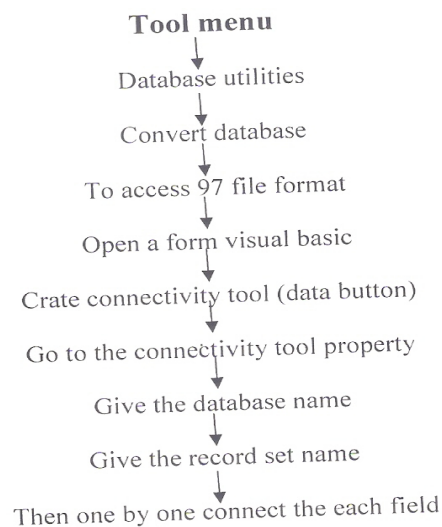 Tool menu
Database utilities
Convert database
To access 97 file format
Open a form visual basic
Crate connectivity tool (data button)
Go to the connectivity tool property
Give the database name
Give the record set name
Then one by one connect the each field